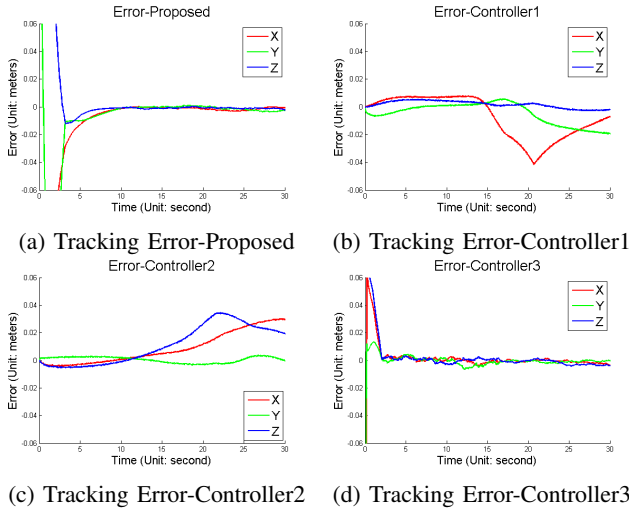 Error-Proposed
Error-Controller1
0.06
0.04
0.02
0
-0.02
-0.04
-0.06
Error (Unit: meters)
X
Y
Z
0 5 10 15 20 25 30
Time (Unit: second)
0.06
0.04
0.02
0
-0.02
-0.04
-0.06
Error (Unit: meters)
X
Y
Z
0 5 10 15 20 25 30
Time (Unit: second)
(a) Tracking Error-Proposed
(b) Tracking Error-Controller1
Error-Controller2
Error-Controller3
0.06
0.04
0.02
0
-0.02
-0.04
-0.06
Error (Unit: meters)
X
Y
Z
0 5 10 15 20 25 30
Time (Unit: second)
0.06
0.04
0.02
0
-0.02
-0.04
-0.06
Error (Unit: meters)
X
Y
Z
0 5 10 15 20 25 30
Time (Unit: second)
(c) Tracking Error-Controller2
(d) Tracking Error-Controller3